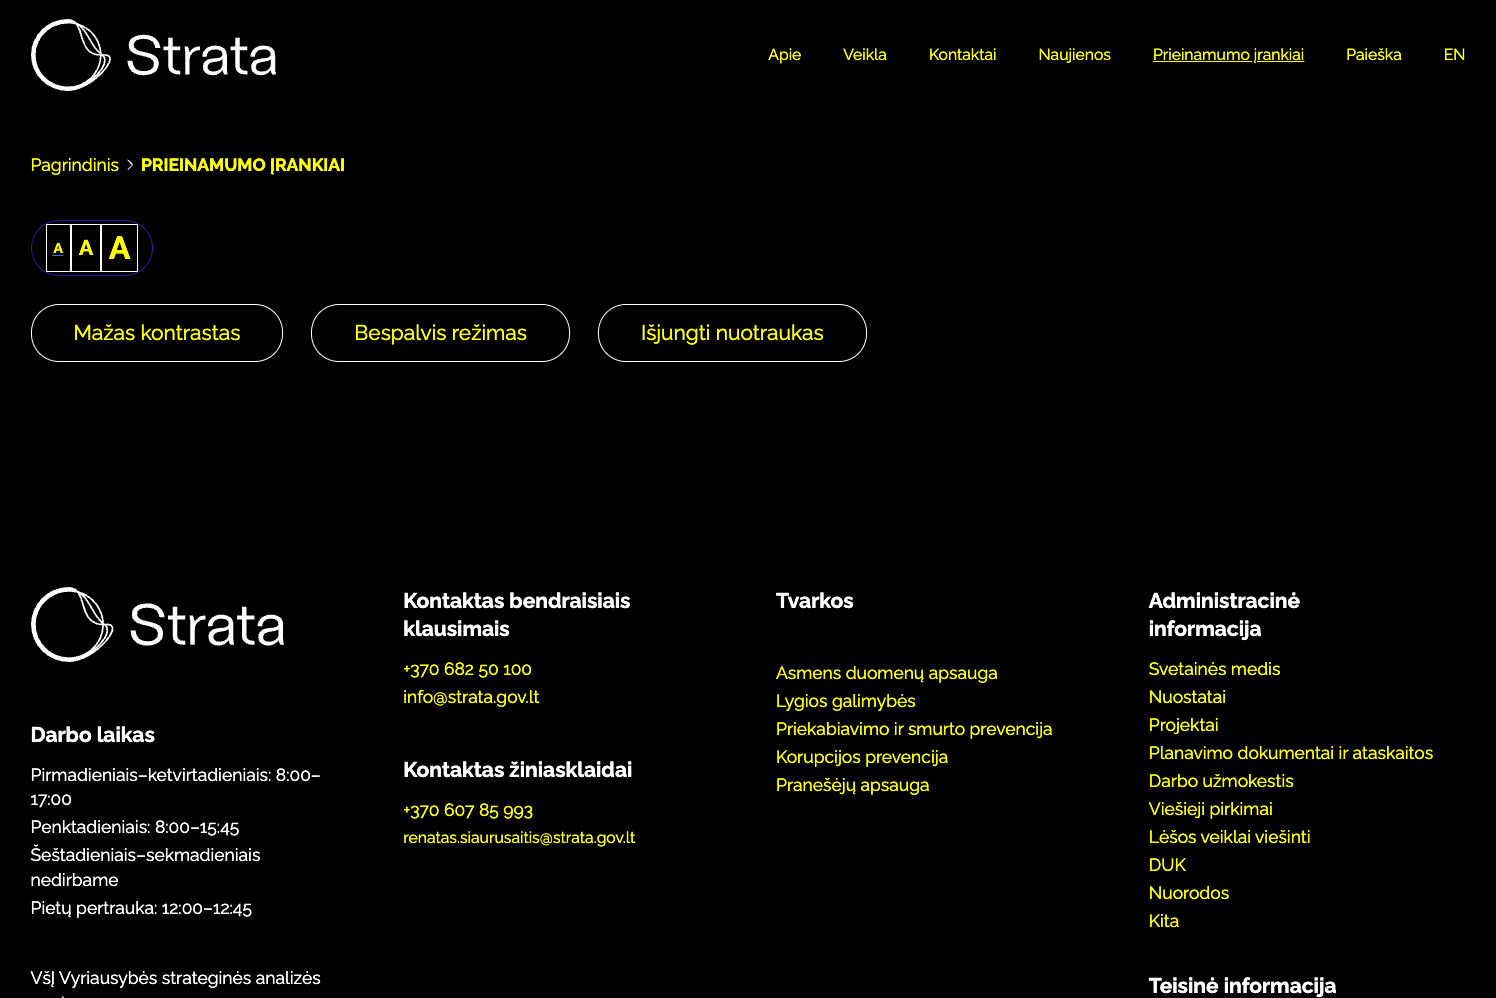 Strata
Apie
Veikla
Kontaktai
Naujienos
Prieinamumo įrankiai
Paieška
EN
Pagrindinis
PRIEINAMUMO ĮRANKIAI
A A A
Mažas kontrastas
Bespalvis režimas
Išjungti nuotraukas
Strata
Darbo laikas
Pirmadieniais–ketvirtadieniais: 8:00–
17:00
Penktadieniais: 8:00–15:45
Šeštadieniais–sekmadieniais
nedirbame
Pietų pertrauka: 12:00–12:45
VšĮ Vyriausybės strateginės analizės
Kontaktas bendraisiais
klausimais
+370 682 50 100
info@strata.gov.lt
Kontaktas žiniasklaidai
+370 607 85 993
renatas.siaurusaitis@strata.gov.lt
Tvarkos
Asmens duomenų apsauga
Lygios galimybės
Priekabiavimo ir smurto prevencija
Korupcijos prevencija
Pranešėjų apsauga
Administracinė
informacija
Svetainės medis
Nuostatai
Projektai
Planavimo dokumentai ir ataskaitos
Darbo užmokestis
Viešieji pirkimai
Lėšos veiklai viešinti
DUK
Nuorodos
Kita
Teisinė informacija